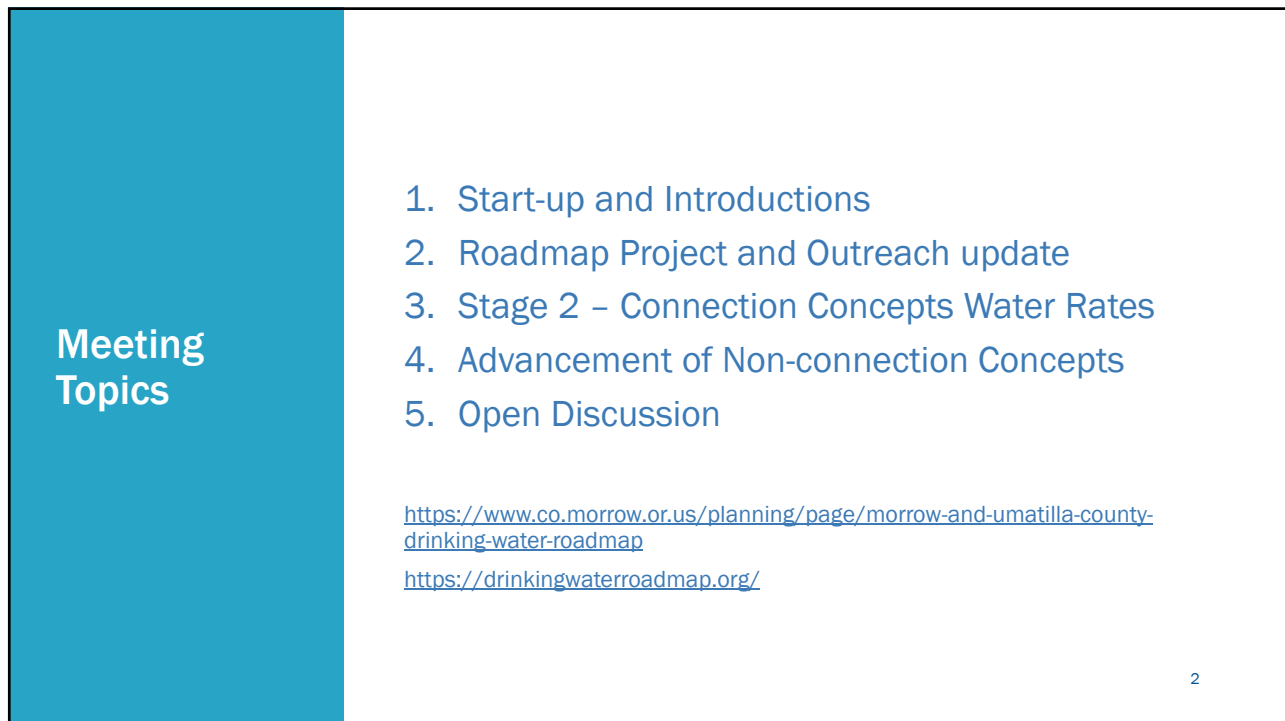 Meeting
Topics
1. Start-up and Introductions
2. Roadmap Project and Outreach update
3. Stage 2 – Connection Concepts Water Rates
4. Advancement of Non-connection Concepts
5. Open Discussion
https://www.co.morrow.or.us/planning/page/morrow-and-umatilla-county-
drinking-water-roadmap
https://drinkingwaterroadmap.org/
2